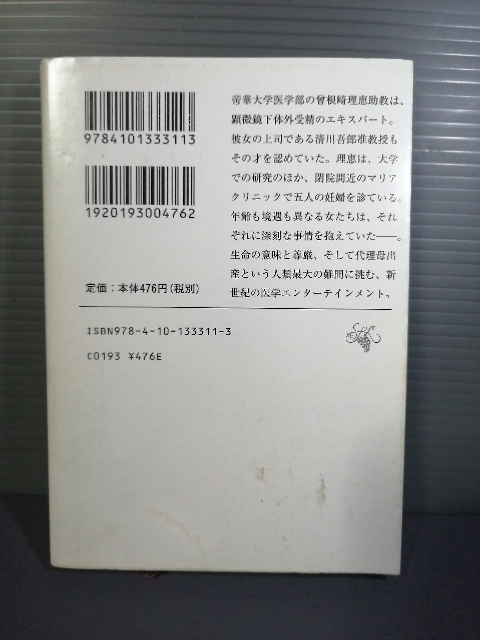 9784101333113
1920193004762
定価：本体476円（税別）
帝華大学医学部の曾根崎理恵助教は、
顕微鏡下体外受精のエキスパート。
彼女の上司である清川吾郎准教授も
その才を認めていた。理恵は、大学
での研究のほか、閉院間近のマリア
クリニックで五人の妊婦を診ている。
年齢も境遇も異なる女たちは、それ
ぞれに深刻な事情を抱えていた――。
生命の意味と尊厳、そして代理母出
産という人類最大の難問に挑む、新
世紀の医学エンターテインメント。
ISBN978-4-10-133311-3
C0193 ¥476E